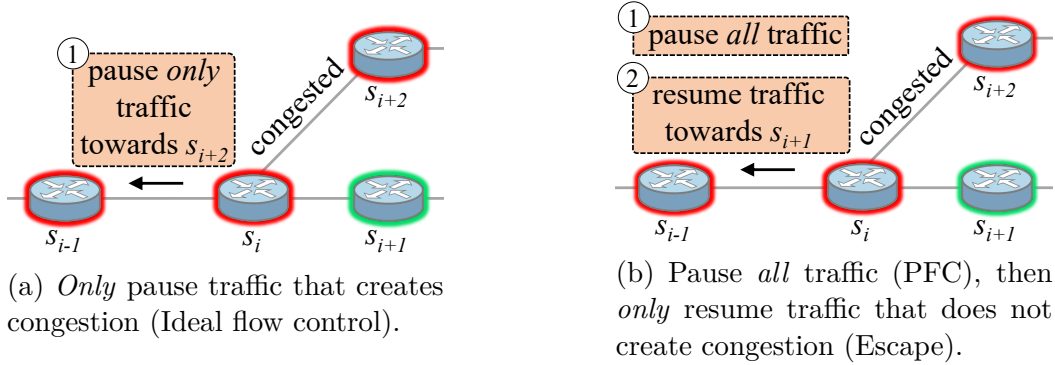 1
pause only
traffic
towards s_{i+2}
congested
s_{i+2}
s_{i-1}
s_i
s_{i+1}
(a) Only pause traffic that creates
congestion (Ideal flow control).
1
pause all traffic
2
resume traffic
towards s_{i+1}
congested
s_{i+2}
s_{i-1}
s_i
s_{i+1}
(b) Pause all traffic (PFC), then
only resume traffic that does not
create congestion (Escape).